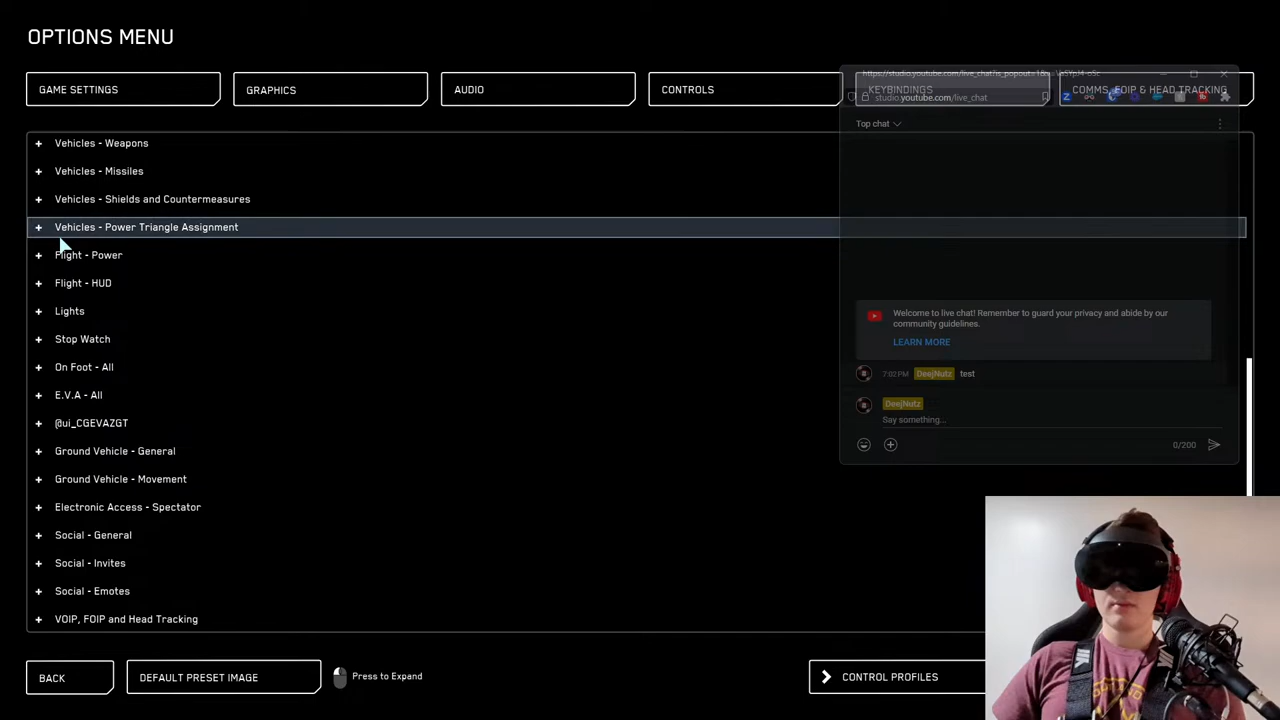 OPTIONS MENU
GAME SETTINGS
GRAPHICS
AUDIO
CONTROLS
KEYBINDINGS
COMMS, FOIP & HEAD TRACKING
studio.youtube.com/live_chat
Top chat
Vehicles - Weapons
Vehicles - Missiles
Vehicles - Shields and Countermeasures
Vehicles - Power Triangle Assignment
Flight - Power
Flight - HUD
Lights
Stop Watch
On Foot - All
E.V.A - All
@ui_CGEVAZGT
Ground Vehicle - General
Ground Vehicle - Movement
Electronic Access - Spectator
Social - General
Social - Invites
Social - Emotes
VOIP, FOIP and Head Tracking
Welcome to live chat! Remember to guard your privacy and abide by our
community guidelines.
LEARN MORE
7:02 PM DeejNutz test
DeejNutz
Say something...
0/200
BACK
DEFAULT PRESET IMAGE
Press to Expand
CONTROL PROFILES